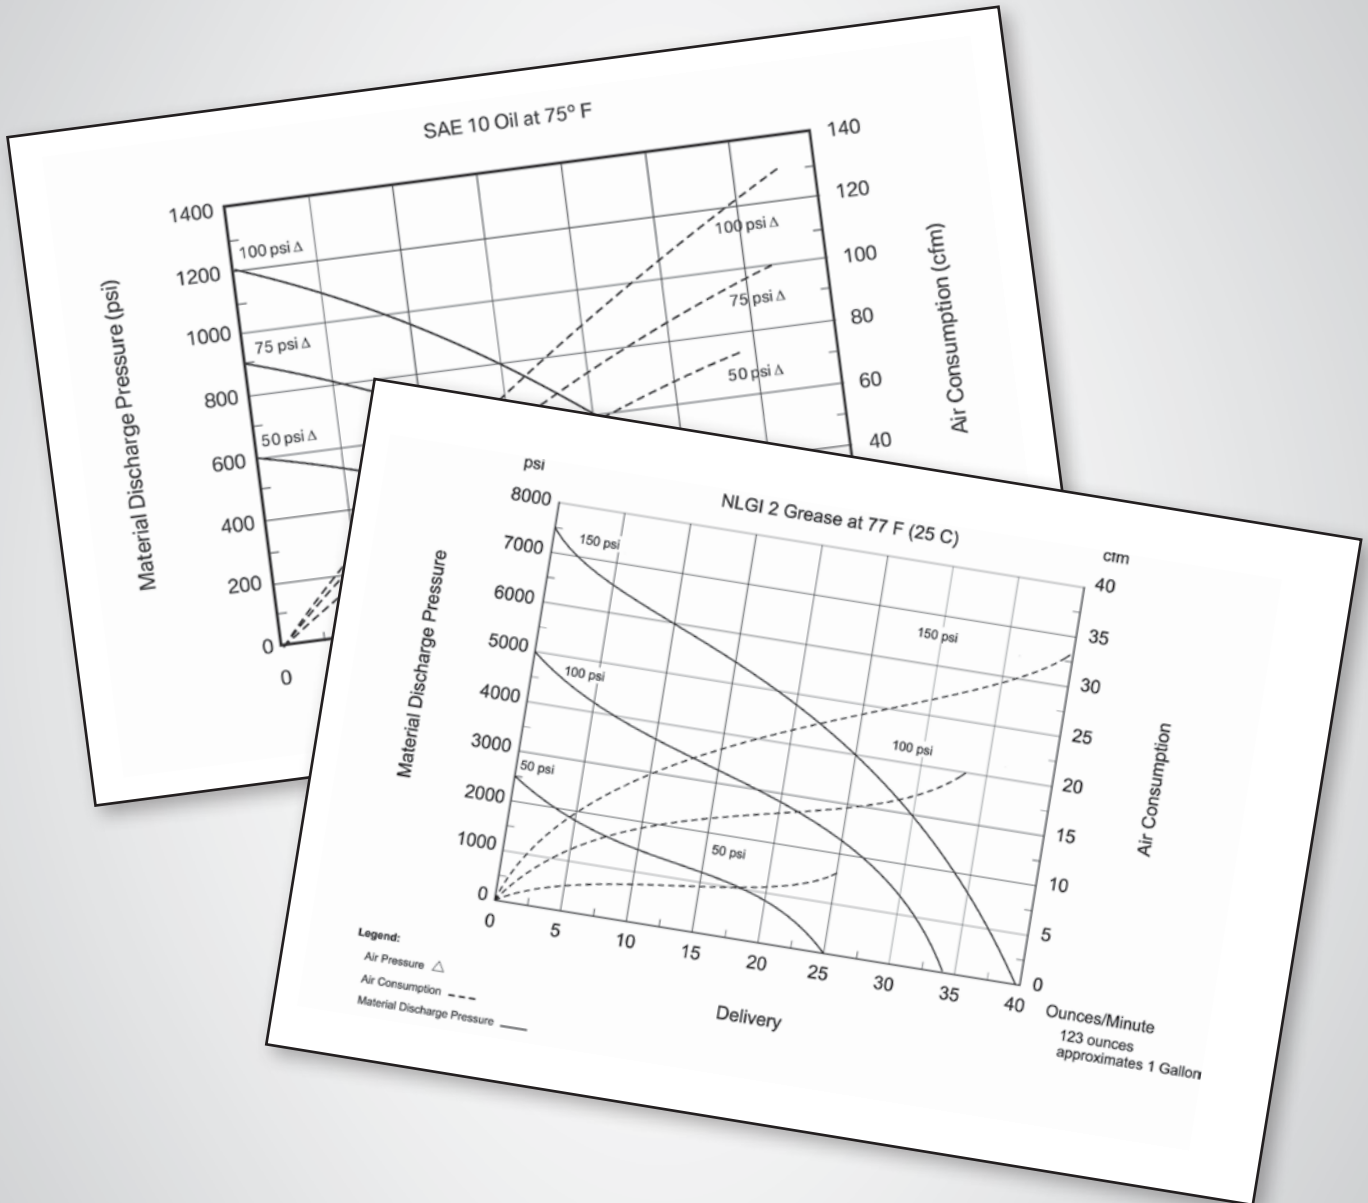 SAE 10 Oil at 75° F
Material Discharge Pressure (psi)
1400
1200
1000
800
600
400
200
0
0
100 psi Δ
75 psi Δ
50 psi Δ
100 psi Δ
75 psi Δ
50 psi Δ
140
120
100
80
60
40
Air Consumption (cfm)
NLGI 2 Grease at 77 F (25 C)
psi
Material Discharge Pressure
8000
7000
6000
5000
4000
3000
2000
1000
0
150 psi
100 psi
50 psi
150 psi
100 psi
50 psi
cfm
40
35
30
25
20
15
10
5
0
Air Consumption
0
5
10
15
20
25
30
35
40
Ounces/Minute
123 ounces
approximates 1 Gallon
Delivery
Legend:
Air Pressure △
Air Consumption ---
Material Discharge Pressure —